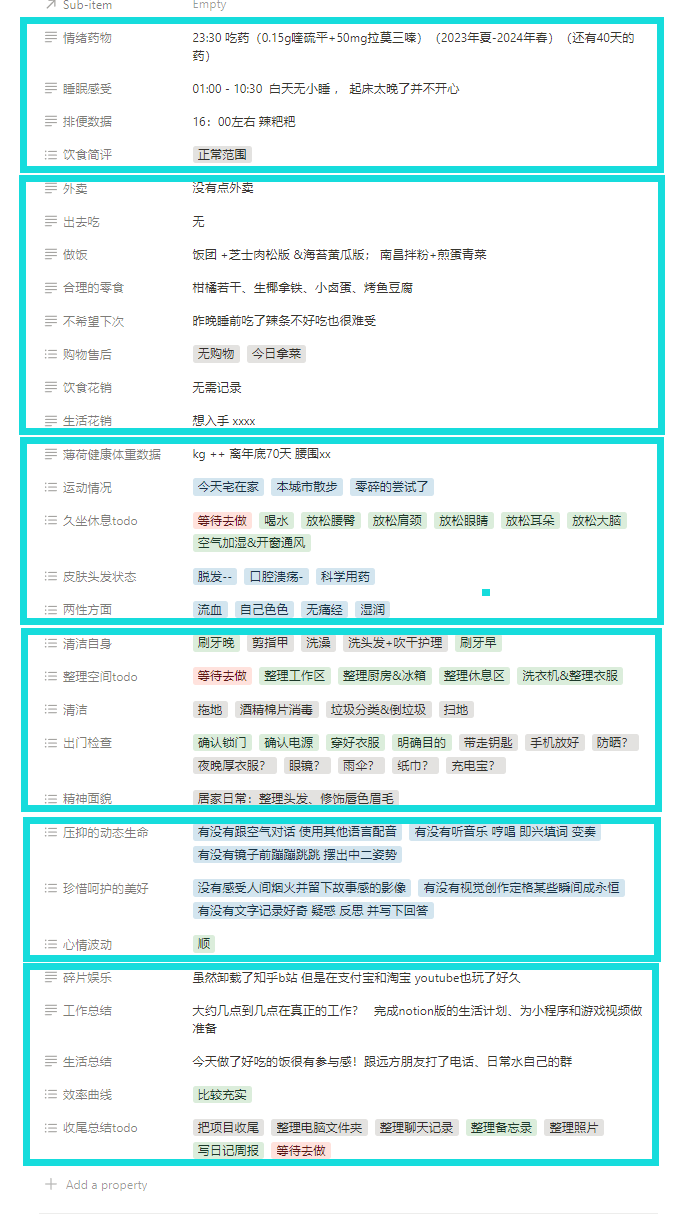 Sub-item Empty
情绪药物 23:30 吃药（0.15g喹硫平+50mg拉莫三嗪）（2023年夏-2024年春）（还有40天的
药）
睡眠感受 01:00 - 10:30 白天无小睡 ， 起床太晚了并不开心
排便数据 16：00左右 辣粑粑
饮食简评 正常范围
外卖 没有点外卖
出去吃 无
做饭 饭团 +芝士肉松版 &海苔黄瓜版； 南昌拌粉+煎蛋青菜
合理的零食 柑橘若干、生椰拿铁、小卤蛋、烤鱼豆腐
不希望下次 昨晚睡前吃了辣条不好吃也很难受
购物售后 无购物 今日拿菜
饮食花销 无需记录
生活花销 想入手 xxxx
薄荷健康体重数据 kg ++ 离年底70天 腰围xx
运动情况 今天宅在家 本城市散步 零碎的尝试了
久坐休息todo 等待去做 喝水 放松腰臀 放松肩颈 放松眼睛 放松耳朵 放松大脑
空气加湿&开窗通风
皮肤头发状态 脱发-- 口腔溃疡- 科学用药
两性方面 流血 自己色色 无痛经 湿润
清洁自身 刷牙晚 剪指甲 洗澡 洗头发+吹干护理 刷牙早
整理空间todo 等待去做 整理工作区 整理厨房&冰箱 整理休息区 洗衣机&整理衣服
清洁 拖地 酒精棉片消毒 垃圾分类&倒垃圾 扫地
出门检查 确认锁门 确认电源 穿好衣服 明确目的 带走钥匙 手机放好 防晒？
夜晚厚衣服？ 眼镜？ 雨伞？ 纸巾？ 充电宝？
精神面貌 居家日常：整理头发、修饰唇色眉毛
压抑的动态生命 有没有跟空气对话 使用其他语言配音 有没有听音乐 哼唱 即兴填词 变奏
有没有镜子前蹦蹦跳跳 摆出中二姿势
珍惜呵护的美好 没有感受人间烟火并留下故事感的影像 有没有视觉创作定格某些瞬间成永恒
有没有文字记录好奇 疑惑 反思 并写下回答
心情波动 顺
碎片娱乐 虽然卸载了知乎b站 但是在支付宝和淘宝 youtube也玩了好久
工作总结 大约几点到几点在真正的工作？ 完成notion版的生活计划、为小程序和游戏视频做
准备
生活总结 今天做了好吃的饭很有参与感！跟远方朋友打了电话、日常水自己的群
效率曲线 比较充实
收尾总结todo 把项目收尾 整理电脑文件夹 整理聊天记录 整理备忘录 整理照片
写日记周报 等待去做
Add a property